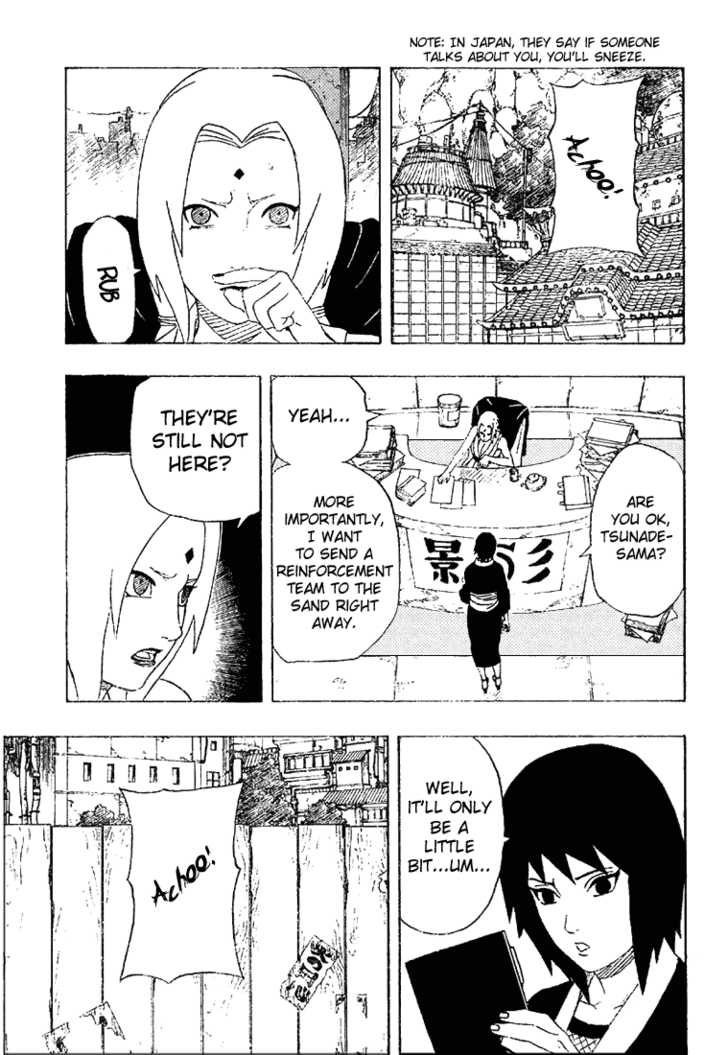 NOTE: IN JAPAN, THEY SAY IF SOMEONE
TALKS ABOUT YOU, YOU'LL SNEEZE.
Achoo!
RUB
ARE
YOU OK,
TSUNADE-
SAMA?
YEAH...
MORE
IMPORTANTLY,
I WANT
TO SEND A
REINFORCEMENT
TEAM TO THE
SAND RIGHT
AWAY.
影
THEY'RE
STILL NOT
HERE?
WELL,
IT'LL ONLY
BE A
LITTLE
BIT...UM...
Achoo!